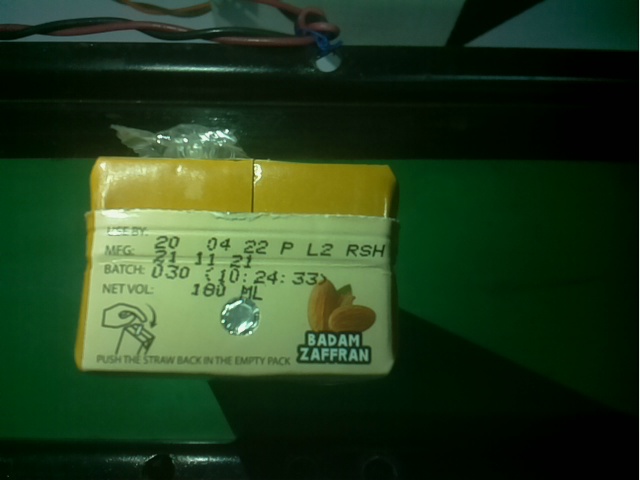 USE BY: 20 04 22 P L2 RSH
MFG: 21 11 21
BATCH: 030 (10:24:33)
NET VOL: 180 ML
BADAM
ZAFFRAN
PUSH THE STRAW BACK IN THE EMPTY PACK